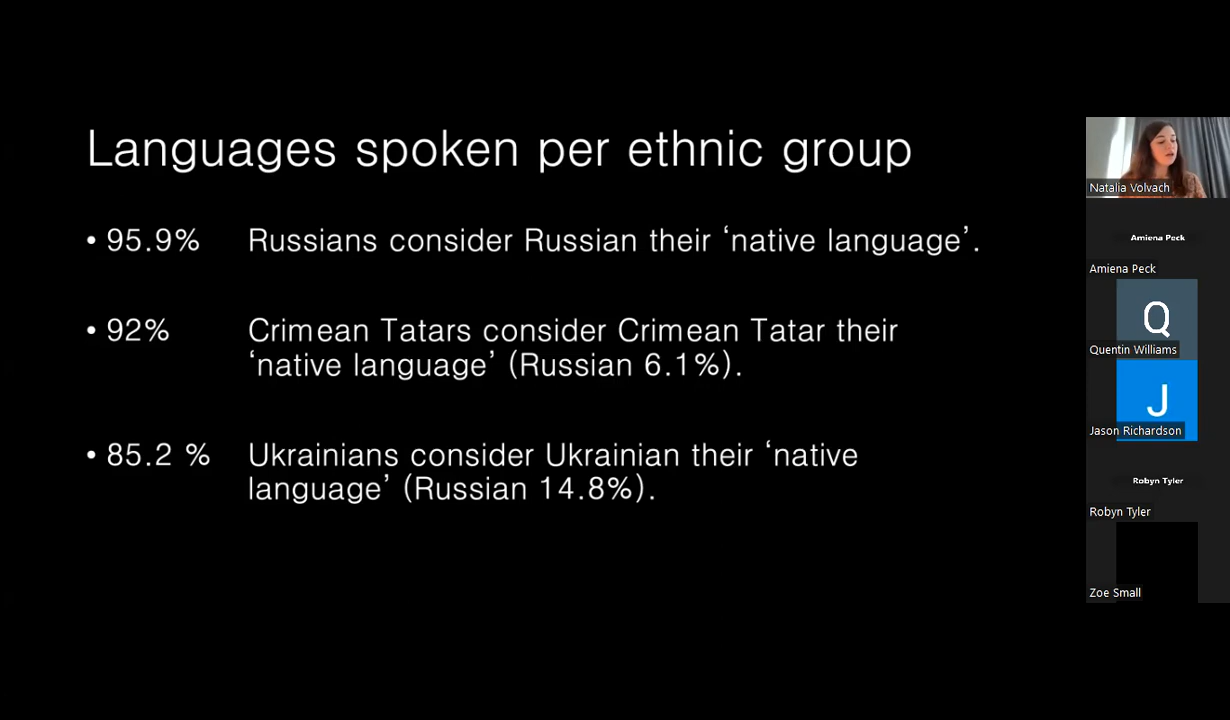 Languages spoken per ethnic group
• 95.9% Russians consider Russian their ‘native language’.
• 92% Crimean Tatars consider Crimean Tatar their
‘native language’ (Russian 6.1%).
• 85.2 % Ukrainians consider Ukrainian their ‘native
language’ (Russian 14.8%).
Natalia Volvach
Amiena Peck
Amiena Peck
Q
Quentin Williams
J
Jason Richardson
Robyn Tyler
Robyn Tyler
Zoe Small